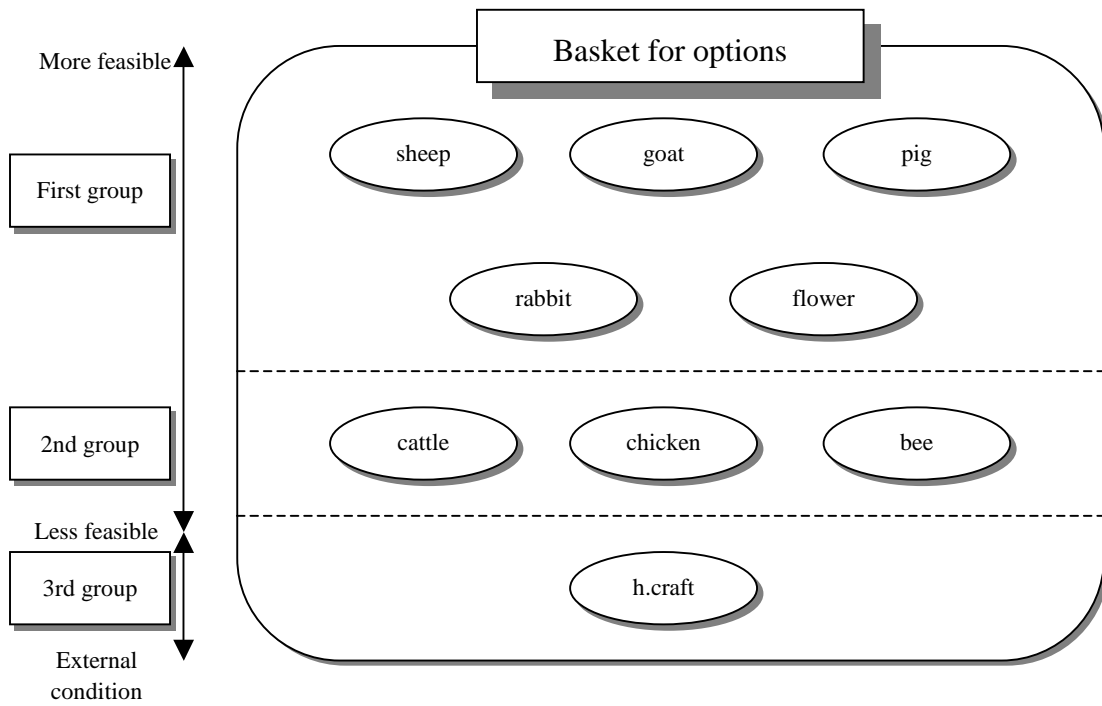 Basket for options
More feasible
sheep
goat
pig
First group
rabbit
flower
2nd group
cattle
chicken
bee
Less feasible
3rd group
h.craft
External
condition